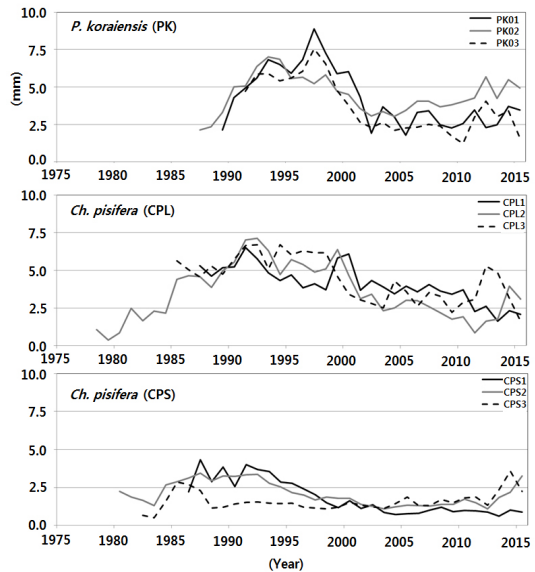 P. koraiensis (PK)
10.0
7.5
5.0
2.5
0.0
(mm)
PK01
PK02
PK03
1975 1980 1985 1990 1995 2000 2005 2010 2015
Ch. pisifera (CPL)
10.0
7.5
5.0
2.5
0.0
CPL1
CPL2
CPL3
1975 1980 1985 1990 1995 2000 2005 2010 2015
Ch. pisifera (CPS)
10.0
7.5
5.0
2.5
0.0
CPS1
CPS2
CPS3
1975 1980 1985 1990 1995 2000 2005 2010 2015
(Year)